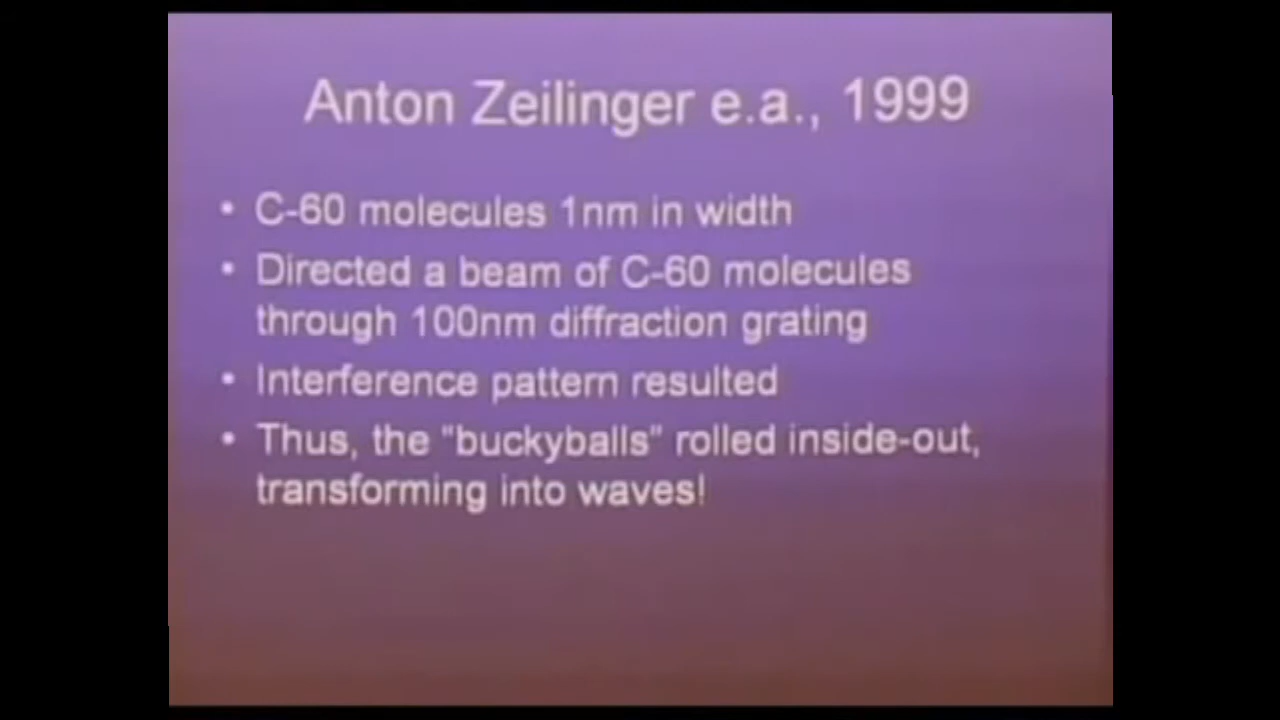 Anton Zeilinger e.a., 1999
• C-60 molecules 1nm in width
• Directed a beam of C-60 molecules
through 100nm diffraction grating
• Interference pattern resulted
• Thus, the "buckyballs" rolled inside-out,
transforming into waves!